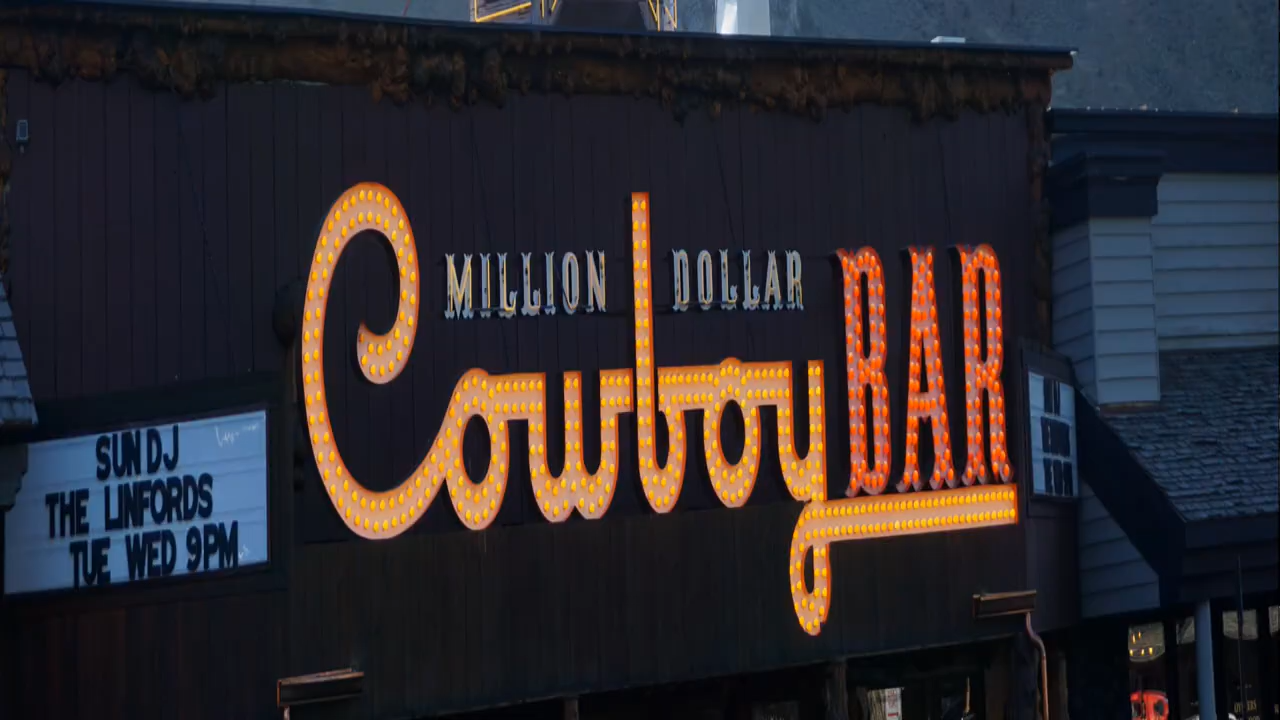 MILLION DOLLAR
Cowboy BAR
SUN DJ
THE LINFORDS
TUE WED 9PM